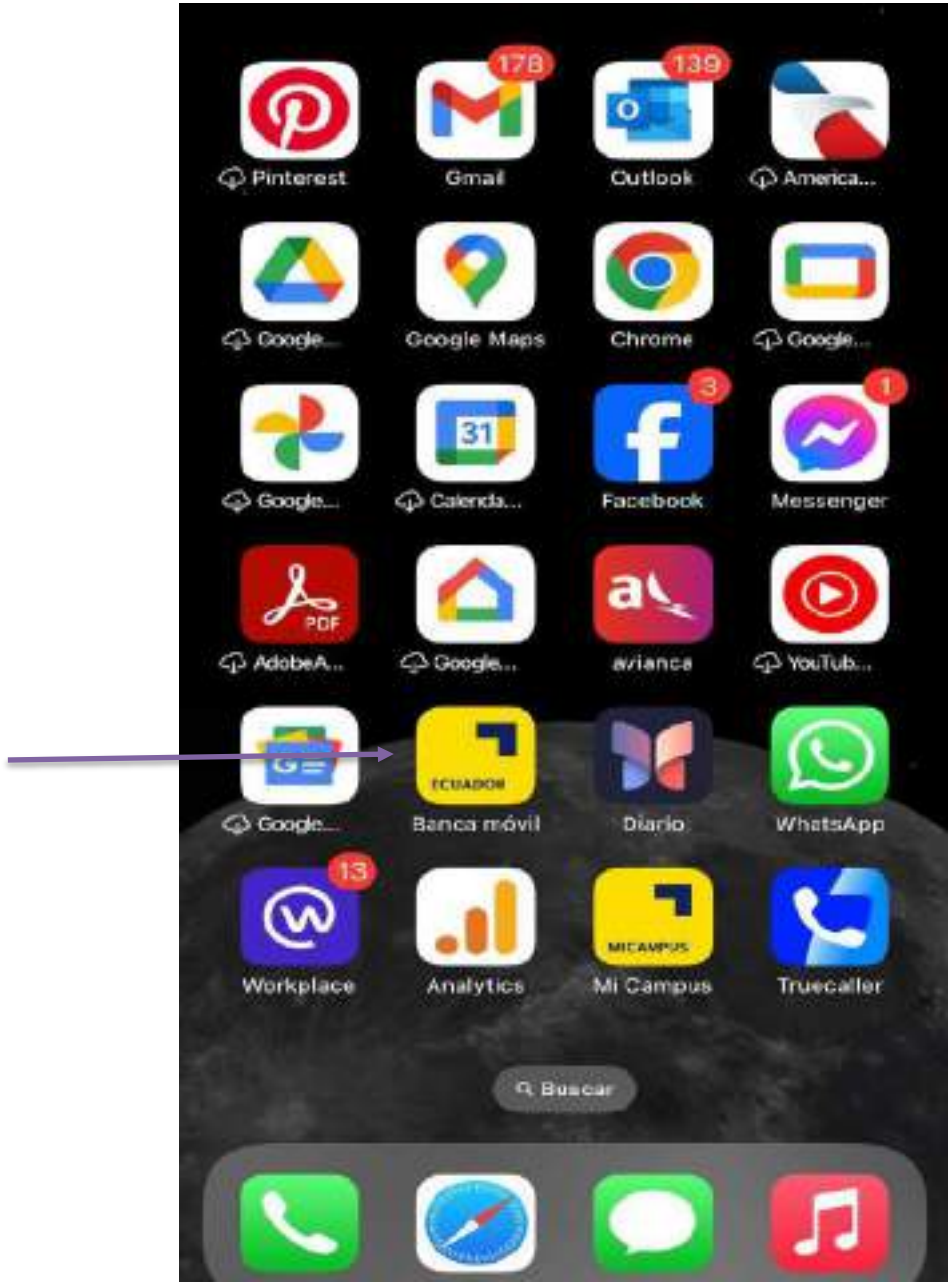 178 139
Pinterest Gmail Outlook America...
Google... Google Maps Chrome Google...
3 1
31
Google... Calenda... Facebook Messenger
PDF a
AdobeA... Google... avianca YouTub...
G ECUADOR
Google... Banca móvil Diario WhatsApp
13
MICAMPUS
Workplace Analytics Mi Campus Truecaller
Buscar